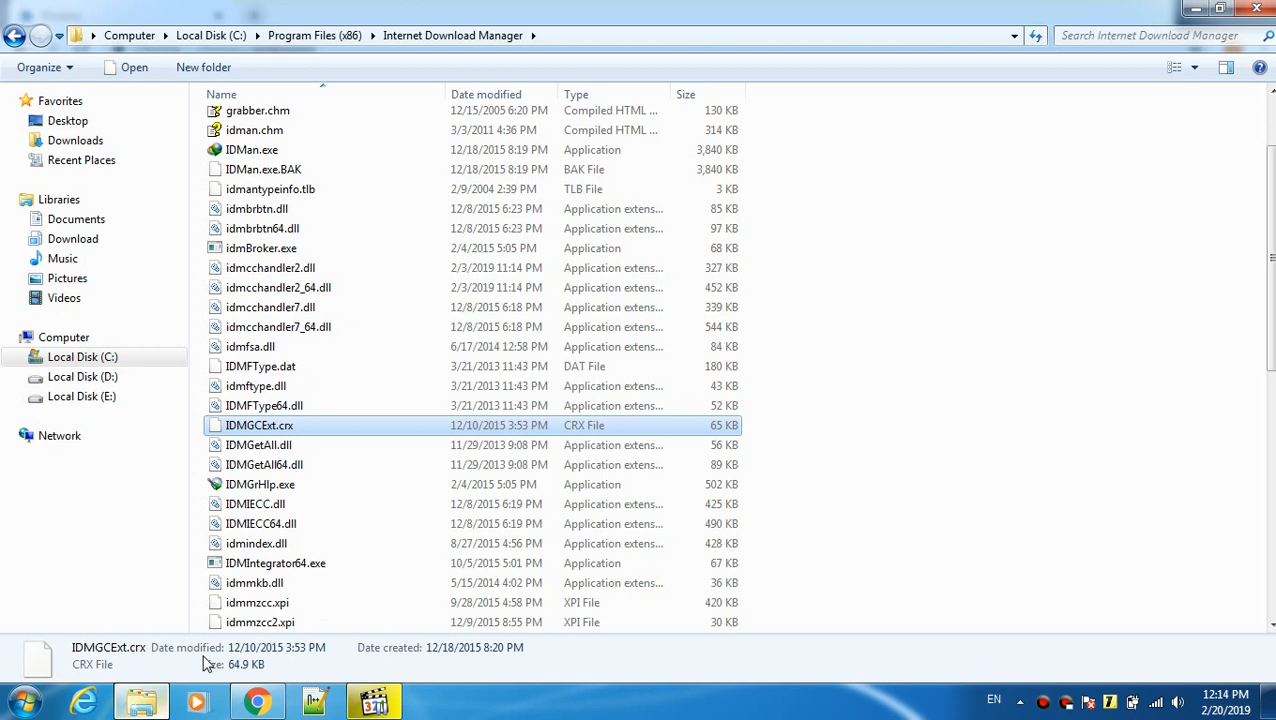 Computer Local Disk (C:) Program Files (x86) Internet Download Manager Search Internet Download Manager
Organize Open New folder
Name Date modified Type Size
Favorites
Desktop
Downloads
Recent Places
Libraries
Documents
Download
Music
Pictures
Videos
Computer
Local Disk (C:)
Local Disk (D:)
Local Disk (E:)
Network
grabber.chm 12/15/2005 6:20 PM Compiled HTML ... 130 KB
idman.chm 3/3/2011 4:36 PM Compiled HTML ... 314 KB
IDMan.exe 12/18/2015 8:19 PM Application 3,840 KB
IDMan.exe.BAK 12/18/2015 8:19 PM BAK File 3,840 KB
idmantypeinfo.tlb 2/9/2004 2:39 PM TLB File 3 KB
idmbrbtn.dll 12/8/2015 6:23 PM Application extens... 85 KB
idmbrbtn64.dll 12/8/2015 6:23 PM Application extens... 97 KB
idmBroker.exe 2/4/2015 5:05 PM Application 68 KB
idmcchandler2.dll 2/3/2019 11:14 PM Application extens... 327 KB
idmcchandler2_64.dll 2/3/2019 11:14 PM Application extens... 452 KB
idmcchandler7.dll 12/8/2015 6:18 PM Application extens... 339 KB
idmcchandler7_64.dll 12/8/2015 6:18 PM Application extens... 544 KB
idmfsa.dll 6/17/2014 12:58 PM Application extens... 84 KB
IDMFType.dat 3/21/2013 11:43 PM DAT File 180 KB
idmftype.dll 3/21/2013 11:43 PM Application extens... 43 KB
IDMFType64.dll 3/21/2013 11:43 PM Application extens... 52 KB
IDMGCExt.crx 12/10/2015 3:53 PM CRX File 65 KB
IDMGetAll.dll 11/29/2013 9:08 PM Application extens... 56 KB
IDMGetAll64.dll 11/29/2013 9:08 PM Application extens... 89 KB
IDMGrHlp.exe 2/4/2015 5:05 PM Application 502 KB
IDMIECC.dll 12/8/2015 6:19 PM Application extens... 425 KB
IDMIECC64.dll 12/8/2015 6:19 PM Application extens... 490 KB
idmindex.dll 8/27/2015 4:56 PM Application extens... 428 KB
IDMIntegrator64.exe 10/5/2015 5:01 PM Application 67 KB
idmmkb.dll 5/15/2014 4:02 PM Application extens... 36 KB
idmmzcc.xpi 9/28/2015 4:58 PM XPI File 420 KB
idmmzcc2.xpi 12/9/2015 8:55 PM XPI File 30 KB
IDMGCExt.crx Date modified: 12/10/2015 3:53 PM Date created: 12/18/2015 8:20 PM
CRX File 64.9 KB
321
EN 7 12:14 PM
2/20/2019